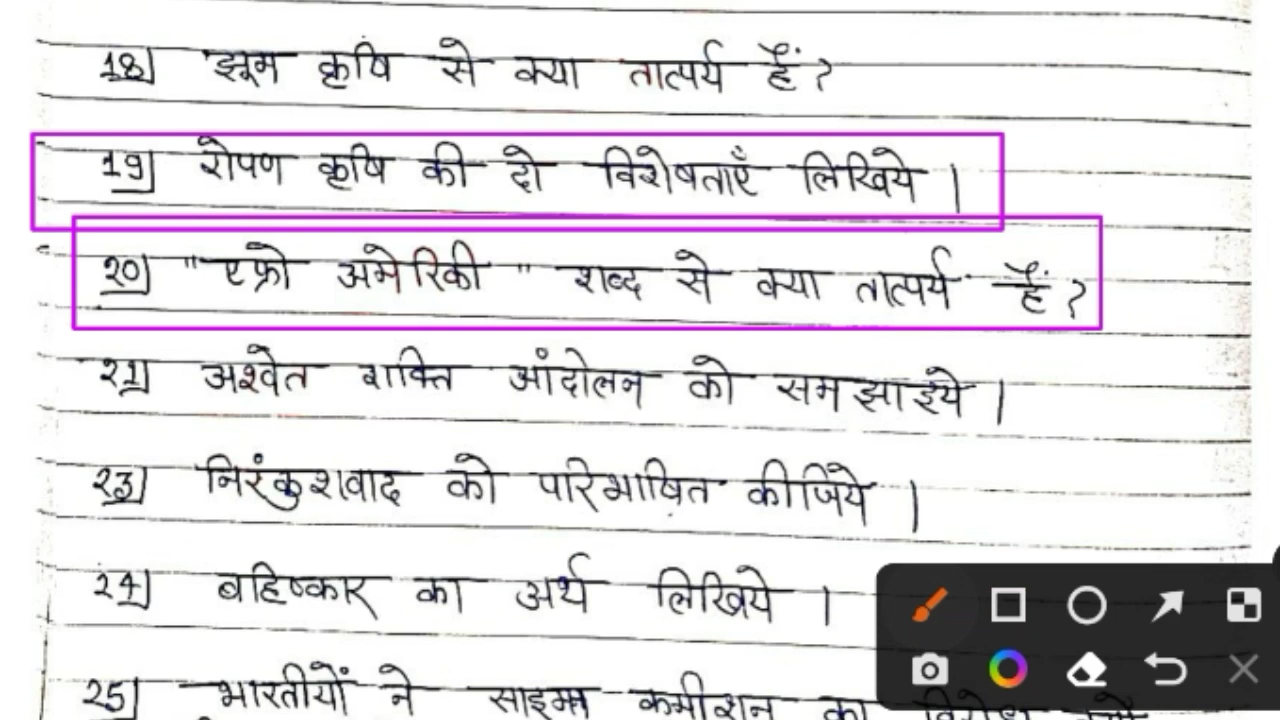 18] झूम कृषि से क्या तात्पर्य हैं ?
19] रोपण कृषि की दो विशेषताएँ लिखिये ।
20] "एफ्रो अमेरिकी" शब्द से क्या तात्पर्य हैं ?
21] अश्वेत शक्ति आंदोलन को समझाइये ।
23] निरंकुशवाद को परिभाषित कीजिये ।
24] बहिष्कार का अर्थ लिखिये ।
25] भारतीयों ने साइमन कमीशन का विरोध